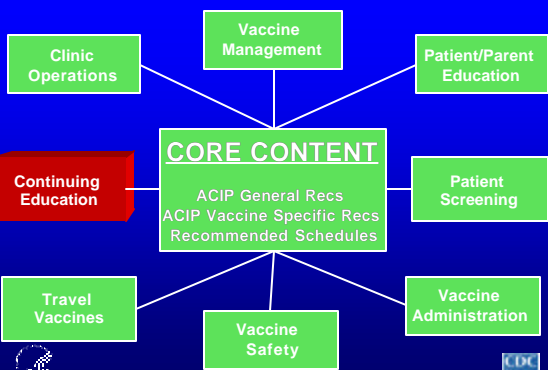 Vaccine
Management
Clinic
Operations
Patient/Parent
Education
CORE CONTENT
ACIP General Recs
ACIP Vaccine Specific Recs
Recommended Schedules
Continuing
Education
Patient
Screening
Travel
Vaccines
Vaccine
Safety
Vaccine
Administration
CDC